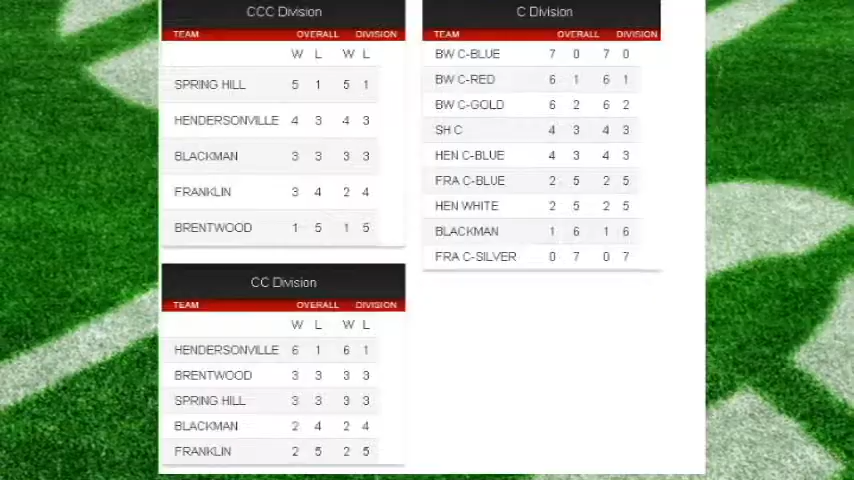 CCC Division
TEAM OVERALL DIVISION
W L W L
SPRING HILL 5 1 5 1
HENDERSONVILLE 4 3 4 3
BLACKMAN 3 3 3 3
FRANKLIN 3 4 2 4
BRENTWOOD 1 5 1 5
CC Division
TEAM OVERALL DIVISION
W L W L
HENDERSONVILLE 6 1 6 1
BRENTWOOD 3 3 3 3
SPRING HILL 3 3 3 3
BLACKMAN 2 4 2 4
FRANKLIN 2 5 2 5
C Division
TEAM OVERALL DIVISION
BW C-BLUE 7 0 7 0
BW C-RED 6 1 6 1
BW C-GOLD 6 2 6 2
SH C 4 3 4 3
HEN C-BLUE 4 3 4 3
FRA C-BLUE 2 5 2 5
HEN WHITE 2 5 2 5
BLACKMAN 1 6 1 6
FRA C-SILVER 0 7 0 7